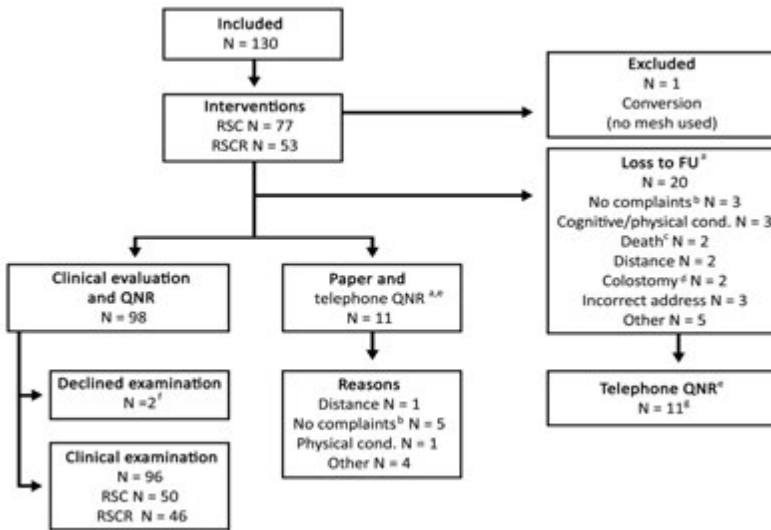 Included
N = 130
Interventions
RSC N = 77
RSCR N = 53
Excluded
N = 1
Conversion
(no mesh used)
Loss to FU a
N = 20
No complaints b N = 3
Cognitive/physical cond. N = 3
Death c N = 2
Distance N = 2
Colostomy d N = 2
Incorrect address N = 3
Other N = 5
Clinical evaluation
and QNR
N = 98
Paper and
telephone QNR a,e
N = 11
Declined examination
N =2 f
Reasons
Distance N = 1
No complaints b N = 5
Physical cond. N = 1
Other N = 4
Telephone QNR e
N = 11 g
Clinical examination
N = 96
RSC N = 50
RSCR N = 46